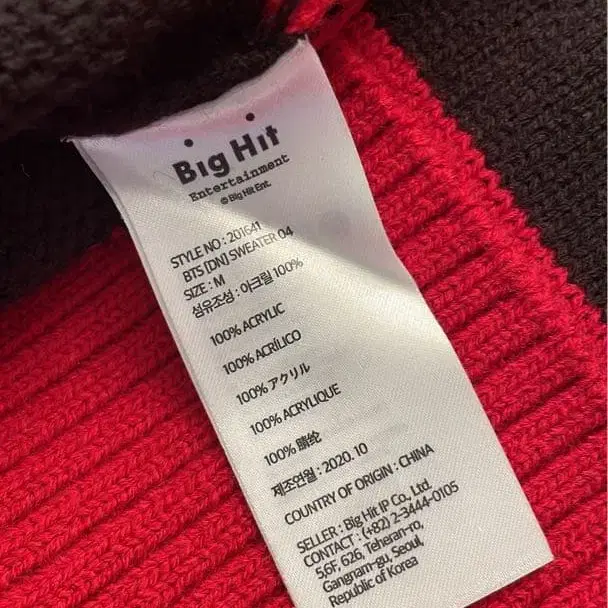 Big Hit
Entertainment
© Big Hit Ent.
STYLE NO : 201641
BTS [DN] SWEATER 04
SIZE : M
섬유조성 : 아크릴 100%
100% ACRYLIC
100% ACRÍLICO
100% アクリル
100% ACRYLIQUE
100% 腈纶
제조연월 : 2020. 10
COUNTRY OF ORIGIN : CHINA
SELLER : Big Hit IP Co., Ltd.
CONTACT : (+82) 2-3444-0105
5,6F, 626, Teheran-ro,
Gangnam-gu, Seoul,
Republic of Korea